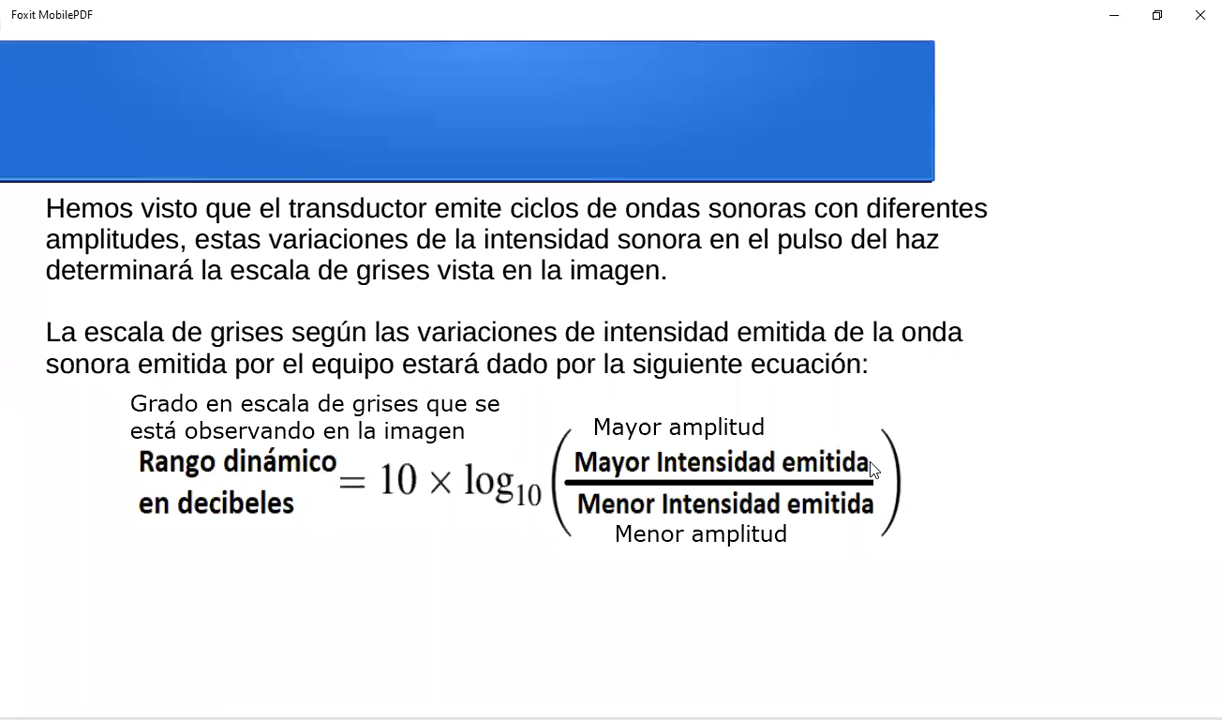 Foxit MobilePDF
Hemos visto que el transductor emite ciclos de ondas sonoras con diferentes
amplitudes, estas variaciones de la intensidad sonora en el pulso del haz
determinará la escala de grises vista en la imagen.
La escala de grises según las variaciones de intensidad emitida de la onda
sonora emitida por el equipo estará dado por la siguiente ecuación:
Grado en escala de grises que se
está observando en la imagen
Rango dinámico
en decibeles
= 10 × log₁₀
Mayor amplitud
(Mayor Intensidad emitida
Menor Intensidad emitida)
Menor amplitud